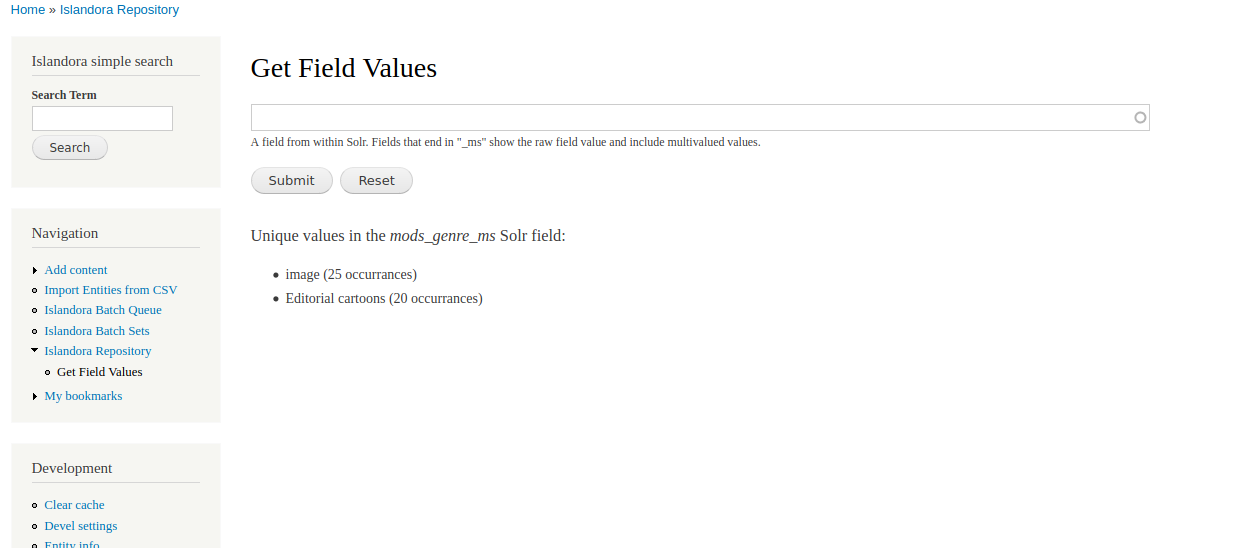 Home » Islandora Repository
Islandora simple search
Search Term
Search
Navigation
Add content
Import Entities from CSV
Islandora Batch Queue
Islandora Batch Sets
Islandora Repository
Get Field Values
My bookmarks
Development
Clear cache
Devel settings
Entity info
Get Field Values
A field from within Solr. Fields that end in "_ms" show the raw field value and include multivalued values.
Submit Reset
Unique values in the mods_genre_ms Solr field:
image (25 occurrances)
Editorial cartoons (20 occurrances)